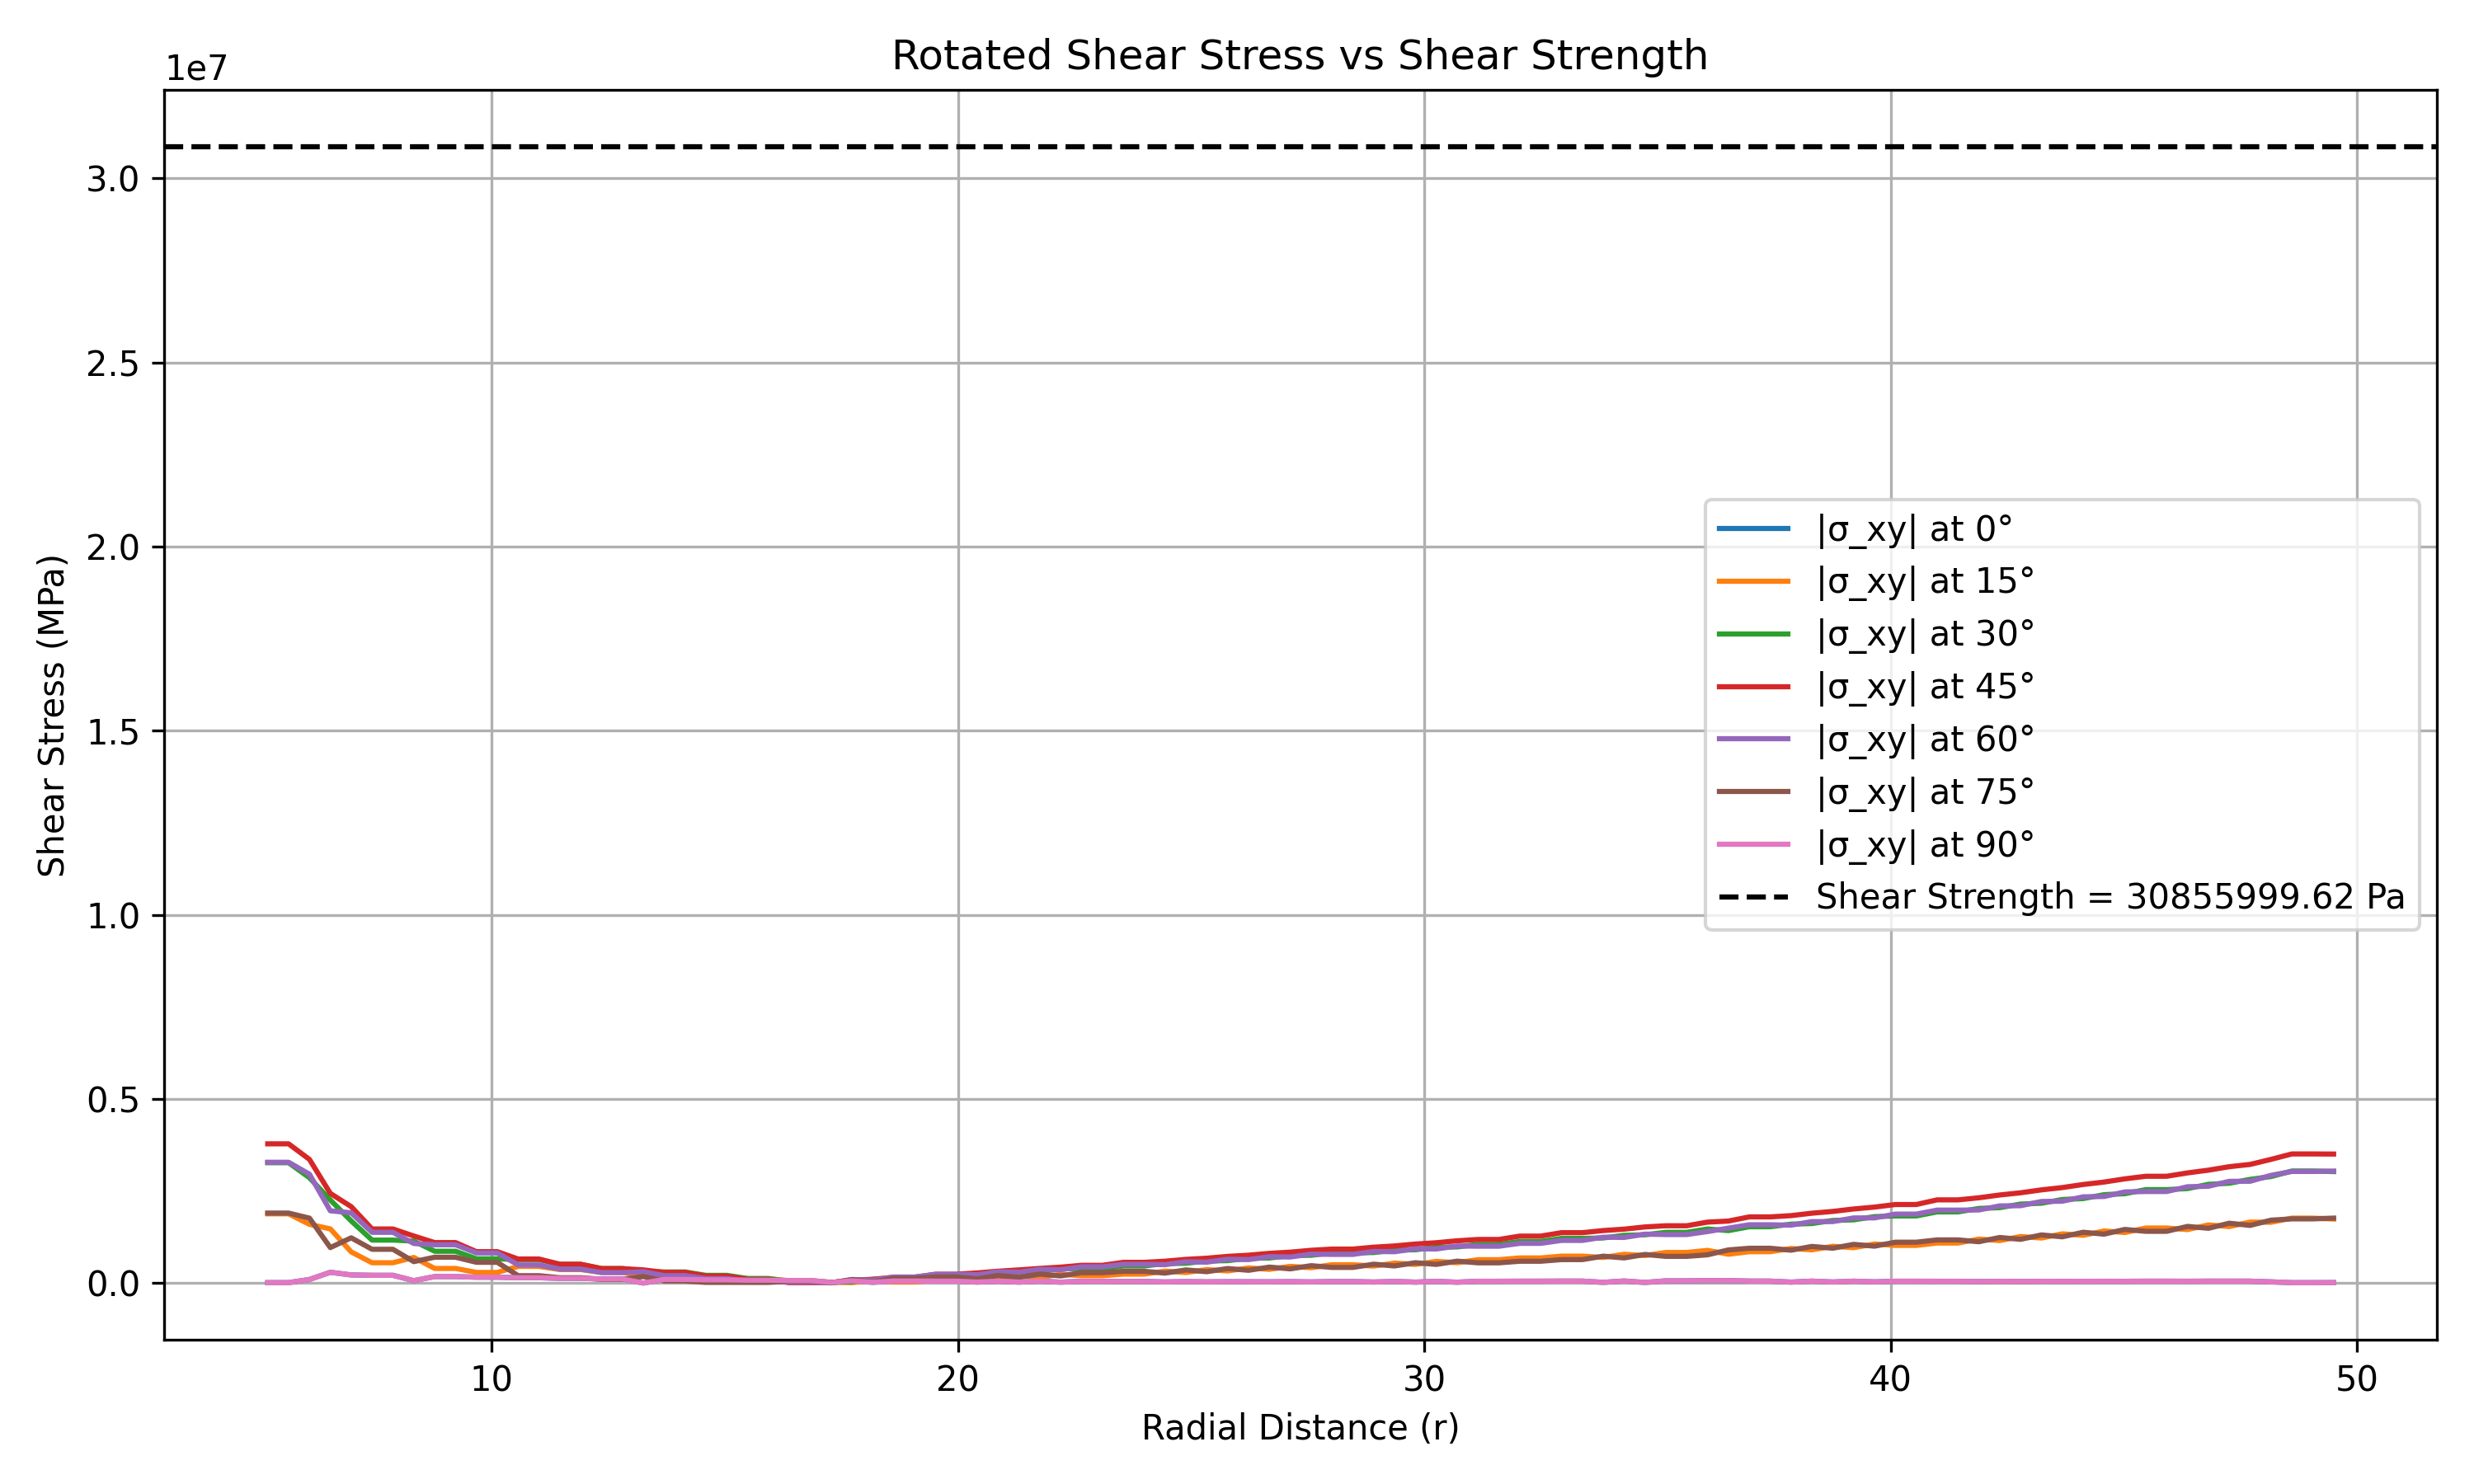 Rotated Shear Stress vs Shear Strength
1e7
3.0
2.5
2.0
1.5
1.0
0.5
0.0
Shear Stress (MPa)
|σ_xy| at 0°
|σ_xy| at 15°
|σ_xy| at 30°
|σ_xy| at 45°
|σ_xy| at 60°
|σ_xy| at 75°
|σ_xy| at 90°
Shear Strength = 30855999.62 Pa
10 20 30 40 50
Radial Distance (r)